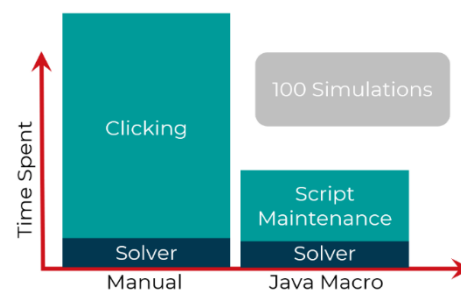 100 Simulations
Clicking
Time Spent
Script
Maintenance
Solver
Solver
Manual
Java Macro